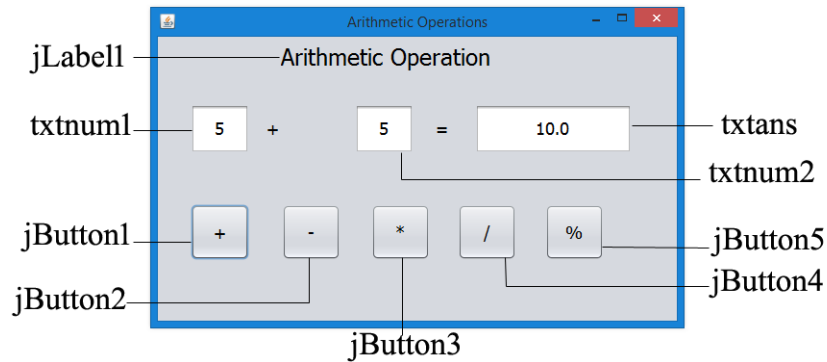 Arithmetic Operations
jLabel1 Arithmetic Operation
txtnum1 5 + 5 = 10.0 txtans
txtnum2
jButton1 + - * / % jButton5
jButton2 jButton4
jButton3